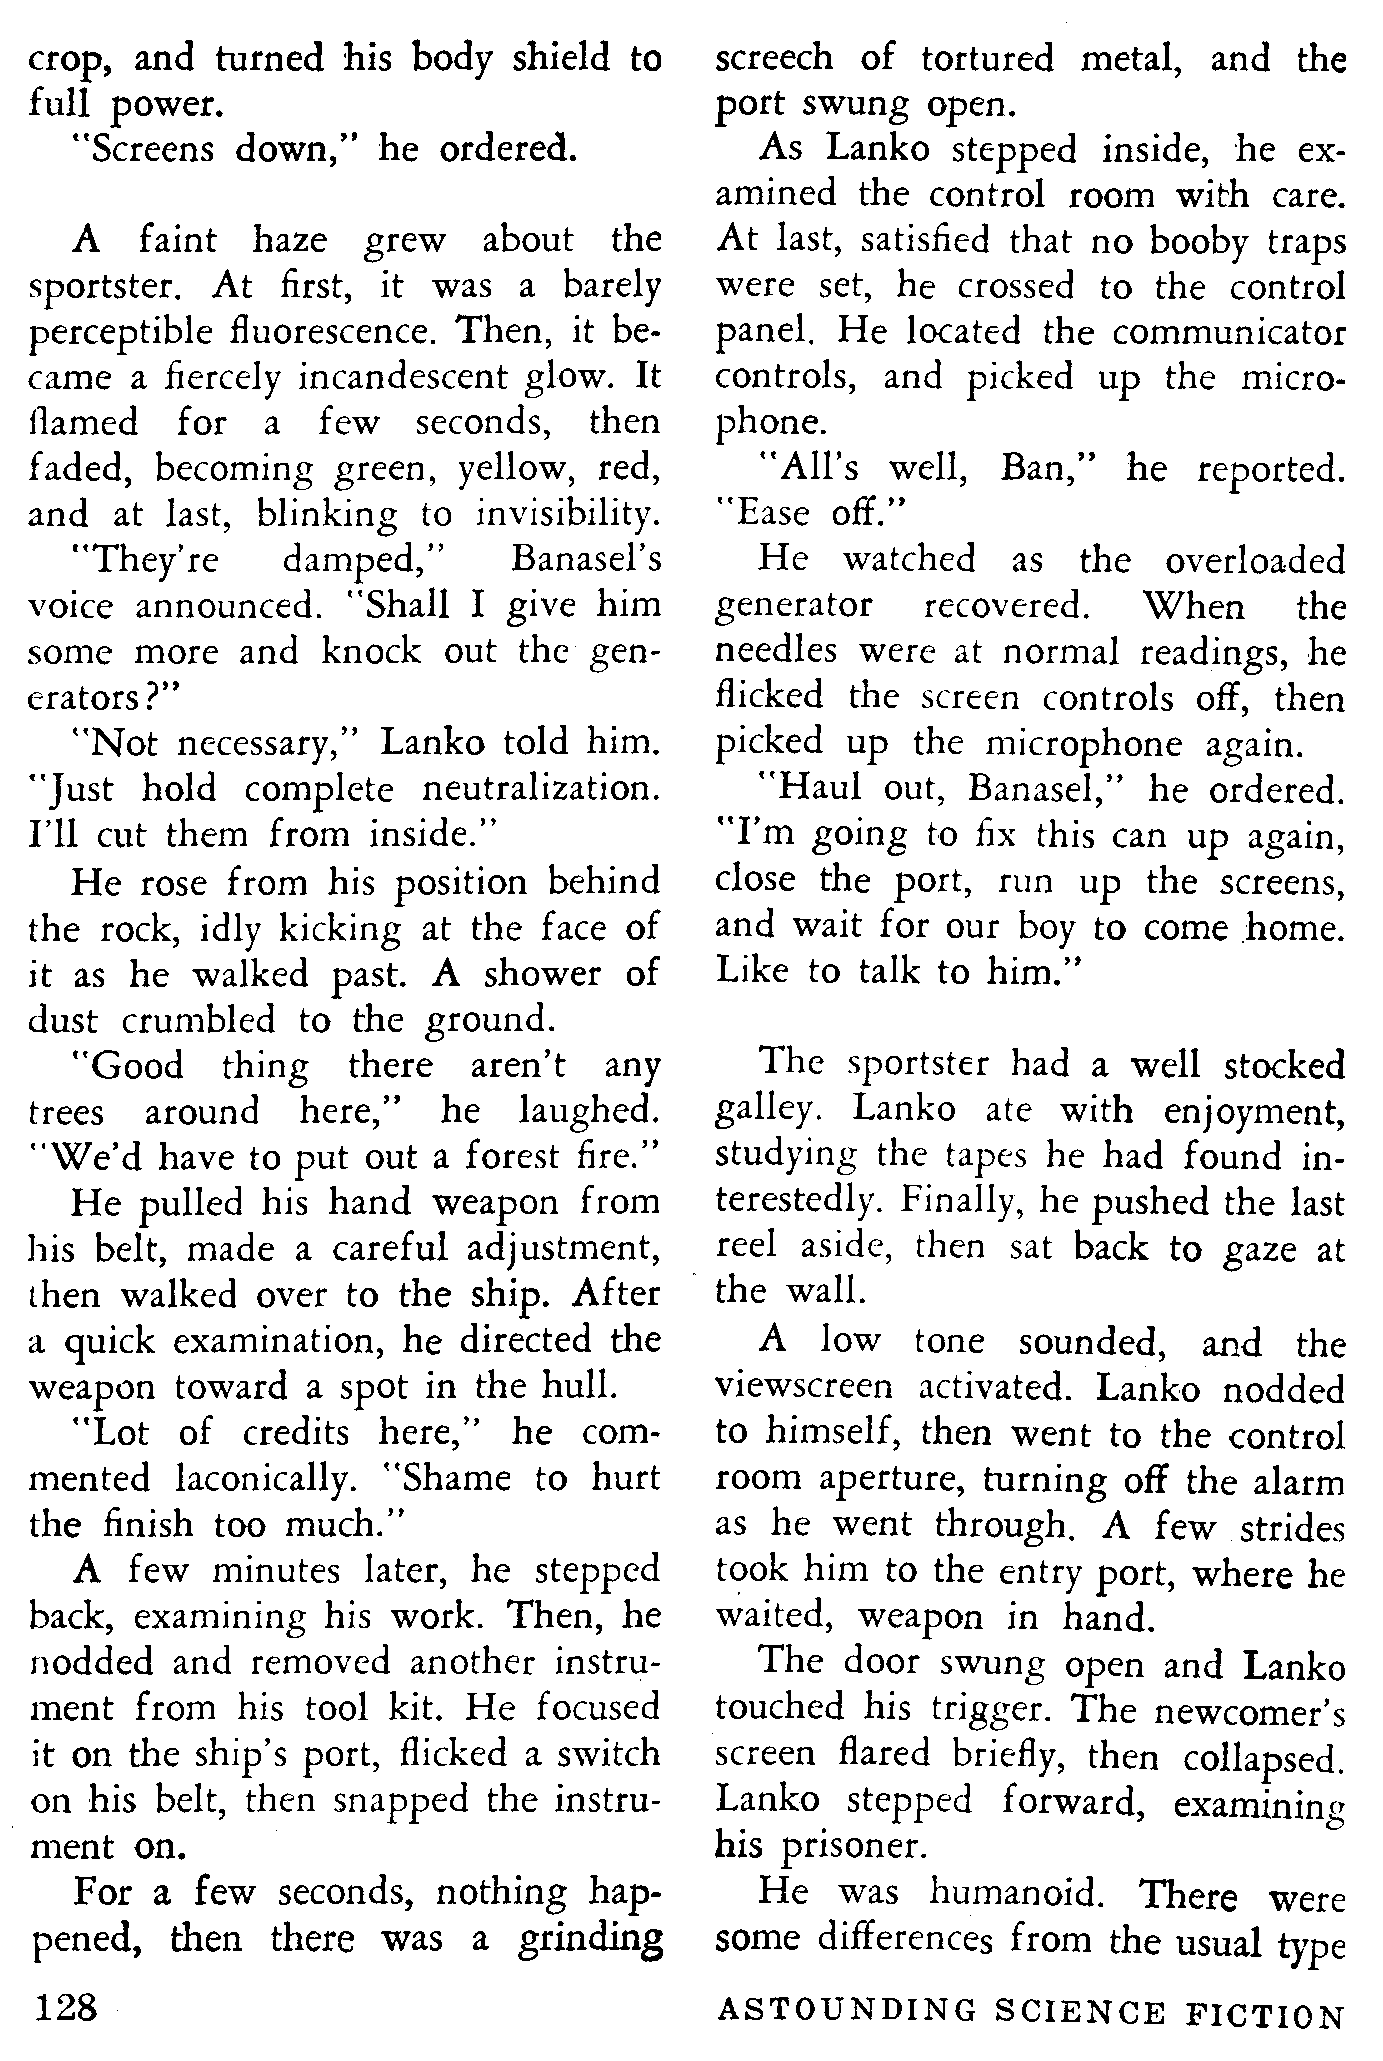 crop, and turned his body shield to
full power.
"Screens down," he ordered.
A faint haze grew about the
sportster. At first, it was a barely
perceptible fluorescence. Then, it be-
came a fiercely incandescent glow. It
flamed for a few seconds, then
faded, becoming green, yellow, red,
and at last, blinking to invisibility.
"They're damped," Banasel's
voice announced. "Shall I give him
some more and knock out the gen-
erators?"
"Not necessary," Lanko told him.
"Just hold complete neutralization.
I'll cut them from inside."
He rose from his position behind
the rock, idly kicking at the face of
it as he walked past. A shower of
dust crumbled to the ground.
"Good thing there aren't any
trees around here," he laughed.
"We'd have to put out a forest fire."
He pulled his hand weapon from
his belt, made a careful adjustment,
then walked over to the ship. After
a quick examination, he directed the
weapon toward a spot in the hull.
"Lot of credits here," he com-
mented laconically. "Shame to hurt
the finish too much."
A few minutes later, he stepped
back, examining his work. Then, he
nodded and removed another instru-
ment from his tool kit. He focused
it on the ship's port, flicked a switch
on his belt, then snapped the instru-
ment on.
For a few seconds, nothing hap-
pened, then there was a grinding
screech of tortured metal, and the
port swung open.
As Lanko stepped inside, he ex-
amined the control room with care.
At last, satisfied that no booby traps
were set, he crossed to the control
panel. He located the communicator
controls, and picked up the micro-
phone.
"All's well, Ban," he reported.
"Ease off."
He watched as the overloaded
generator recovered. When the
needles were at normal readings, he
flicked the screen controls off, then
picked up the microphone again.
"Haul out, Banasel," he ordered.
"I'm going to fix this can up again,
close the port, run up the screens,
and wait for our boy to come home.
Like to talk to him."
The sportster had a well stocked
galley. Lanko ate with enjoyment,
studying the tapes he had found in-
terestedly. Finally, he pushed the last
reel aside, then sat back to gaze at
the wall.
A low tone sounded, and the
viewscreen activated. Lanko nodded
to himself, then went to the control
room aperture, turning off the alarm
as he went through. A few strides
took him to the entry port, where he
waited, weapon in hand.
The door swung open and Lanko
touched his trigger. The newcomer's
screen flared briefly, then collapsed.
Lanko stepped forward, examining
his prisoner.
He was humanoid. There were
some differences from the usual type
128
ASTOUNDING SCIENCE FICTION